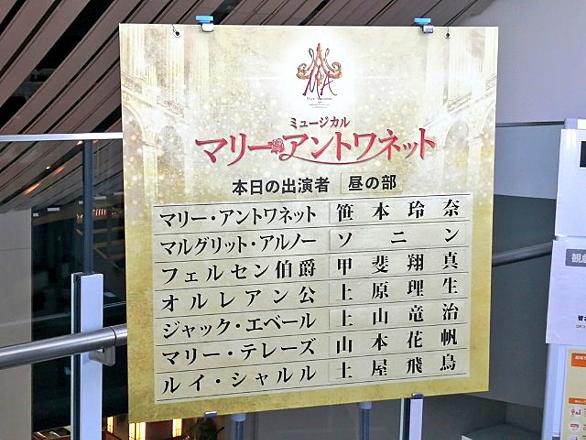 MA
ミュージカル
マリー・アントワネット
本日の出演者 昼の部
マリー・アントワネット 笹本玲奈
マルグリット・アルノー ソニン
フェルセン伯爵 甲斐翔真
オルレアン公 上原理生
ジャック・エベール 上山竜治
マリー・テレーズ 山本花帆
ルイ・シャルル 土屋飛鳥
観劇